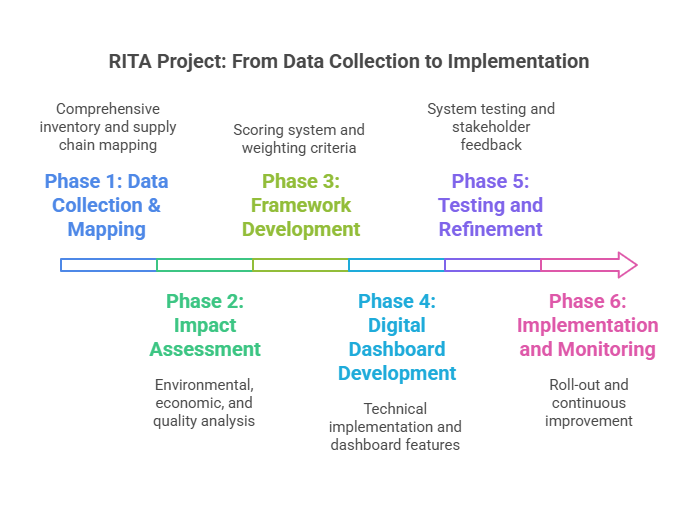 RITA Project: From Data Collection to Implementation
Comprehensive
inventory and supply
chain mapping
Phase 1: Data
Collection &
Mapping
Phase 2:
Impact
Assessment
Environmental,
economic, and
quality analysis
Scoring system and
weighting criteria
Phase 3:
Framework
Development
Phase 4:
Digital
Dashboard
Development
Technical
implementation and
dashboard features
System testing and
stakeholder
feedback
Phase 5:
Testing and
Refinement
Phase 6:
Implementation
and Monitoring
Roll-out and
continuous
improvement